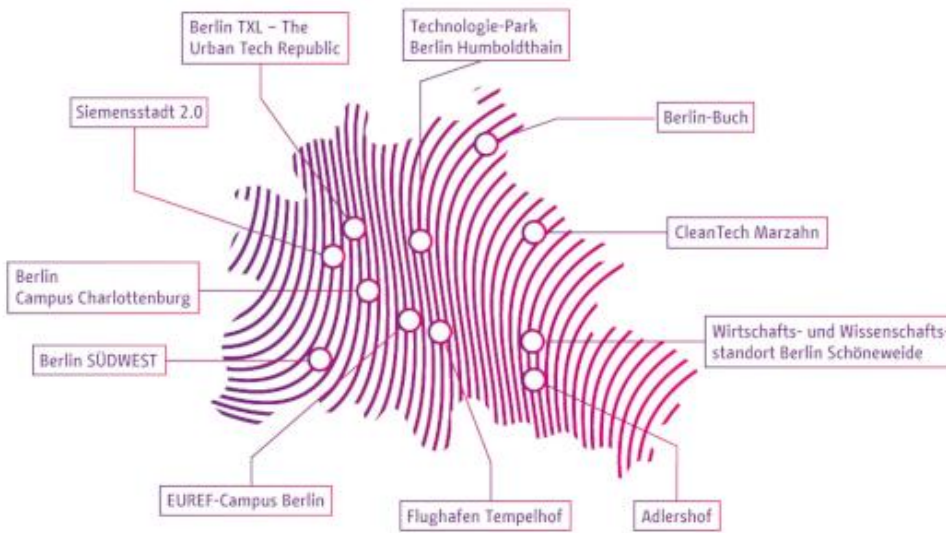 Berlin TXL – The
Urban Tech Republic
Technologie-Park
Berlin Humboldthain
Siemensstadt 2.0
Berlin-Buch
CleanTech Marzahn
Berlin
Campus Charlottenburg
Wirtschafts- und Wissenschafts-
standort Berlin Schöneweide
Berlin SÜDWEST
EUREF-Campus Berlin
Flughafen Tempelhof
Adlershof